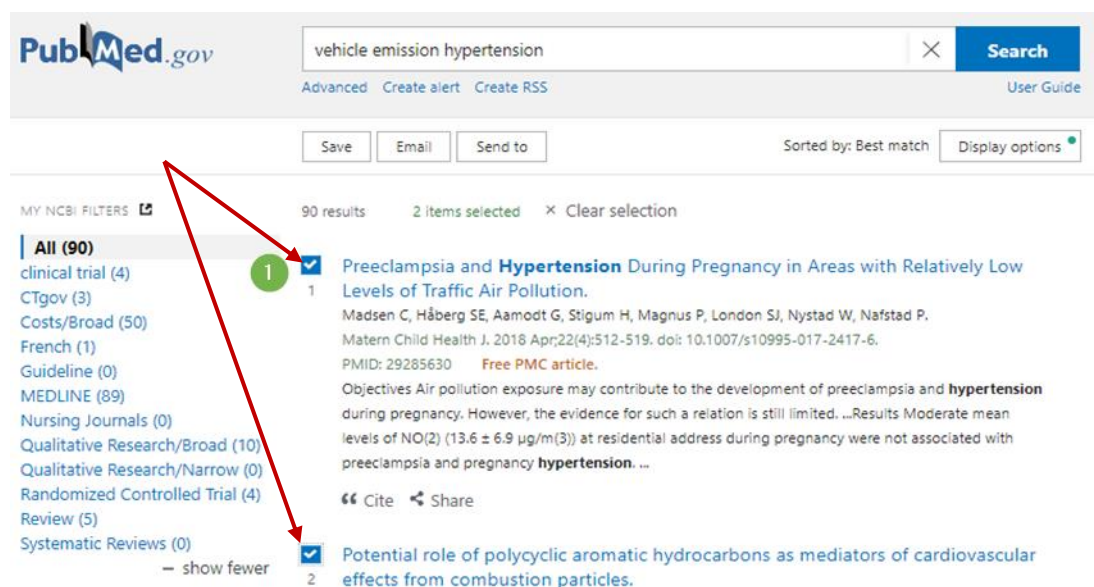 PubMed.gov
vehicle emission hypertension
Search
Advanced Create alert Create RSS
User Guide
Save Email Send to
Sorted by: Best match Display options
MY NCBI FILTERS
All (90)
clinical trial (4)
CTgov (3)
Costs/Broad (50)
French (1)
Guideline (0)
MEDLINE (89)
Nursing Journals (0)
Qualitative Research/Broad (10)
Qualitative Research/Narrow (0)
Randomized Controlled Trial (4)
Review (5)
Systematic Reviews (0)
– show fewer
90 results 2 items selected × Clear selection
1
1
Preeclampsia and Hypertension During Pregnancy in Areas with Relatively Low
Levels of Traffic Air Pollution.
Madsen C, Håberg SE, Aamodt G, Stigum H, Magnus P, London SJ, Nystad W, Nafstad P.
Matern Child Health J. 2018 Apr;22(4):512-519. doi: 10.1007/s10995-017-2417-6.
PMID: 29285630 Free PMC article.
Objectives Air pollution exposure may contribute to the development of preeclampsia and hypertension
during pregnancy. However, the evidence for such a relation is still limited. ...Results Moderate mean
levels of NO(2) (13.6 ± 6.9 µg/m(3)) at residential address during pregnancy were not associated with
preeclampsia and pregnancy hypertension. ...
Cite Share
2
Potential role of polycyclic aromatic hydrocarbons as mediators of cardiovascular
effects from combustion particles.